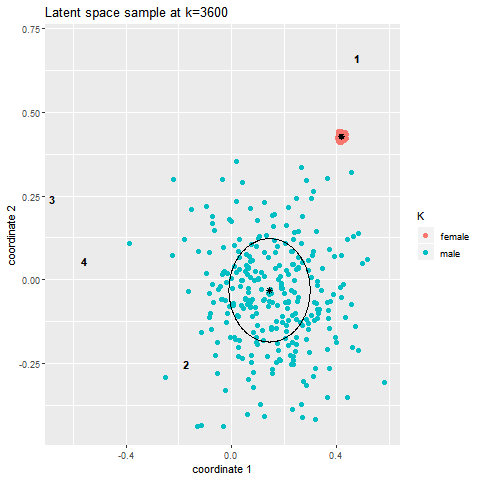 Latent space sample at k=3600
0.75
1
0.50
0.25
3
4
0.00
2
-0.25
-0.4
0.0
0.4
coordinate 1
coordinate 2
K
female
male